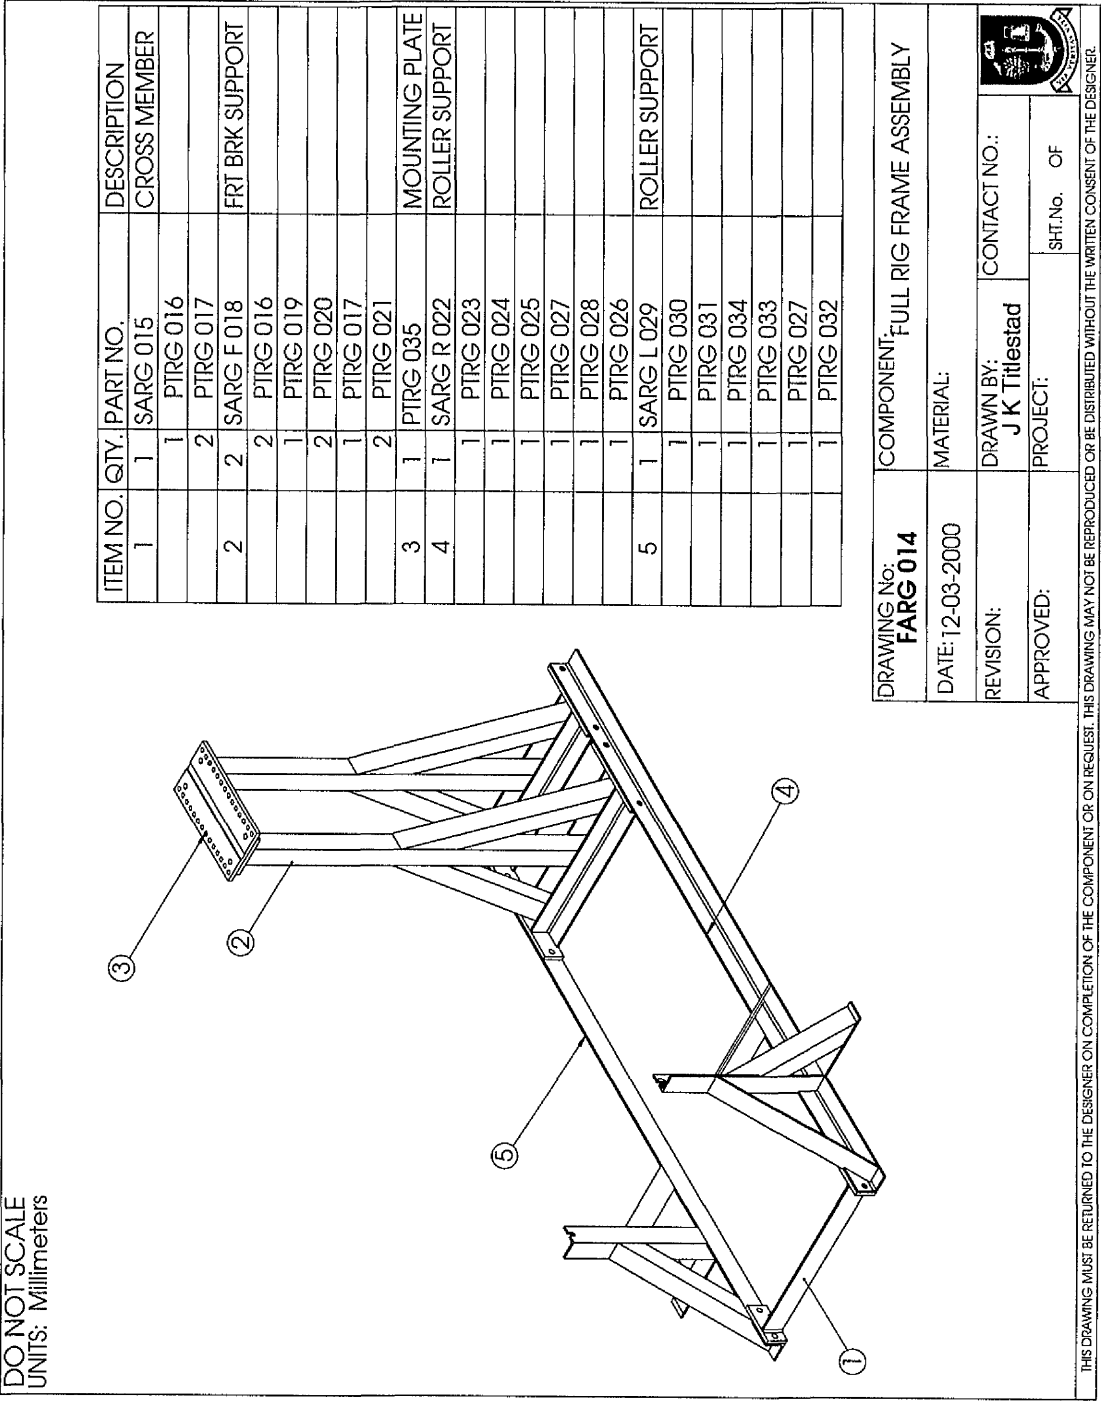 DO NOT SCALE
UNITS: Millimeters
3
2
5
4
1
ITEM NO. QTY. PART NO. DESCRIPTION
1 1 SARG 015 CROSS MEMBER
1 PTRG 016
2 PTRG 017
2 2 SARG F 018 FRT BRK SUPPORT
2 PTRG 016
1 PTRG 019
2 PTRG 020
1 PTRG 017
2 PTRG 021
3 1 PTRG 035 MOUNTING PLATE
4 1 SARG R 022 ROLLER SUPPORT
1 PTRG 023
1 PTRG 024
1 PTRG 025
1 PTRG 027
1 PTRG 028
1 PTRG 026
5 1 SARG L 029 ROLLER SUPPORT
1 PTRG 030
1 PTRG 031
1 PTRG 034
1 PTRG 033
1 PTRG 027
1 PTRG 032
DRAWING No: FARG 014
COMPONENT: FULL RIG FRAME ASSEMBLY
DATE: 12-03-2000
MATERIAL:
REVISION:
DRAWN BY: J K Titlestad
CONTACT NO.:
APPROVED:
PROJECT:
SHT.No. OF
THIS DRAWING MUST BE RETURNED TO THE DESIGNER ON COMPLETION OF THE COMPONENT OR ON REQUEST. THIS DRAWING MAY NOT BE REPRODUCED OR BE DISTRIBUTED WITHOUT THE WRITTEN CONSENT OF THE DESIGNER.